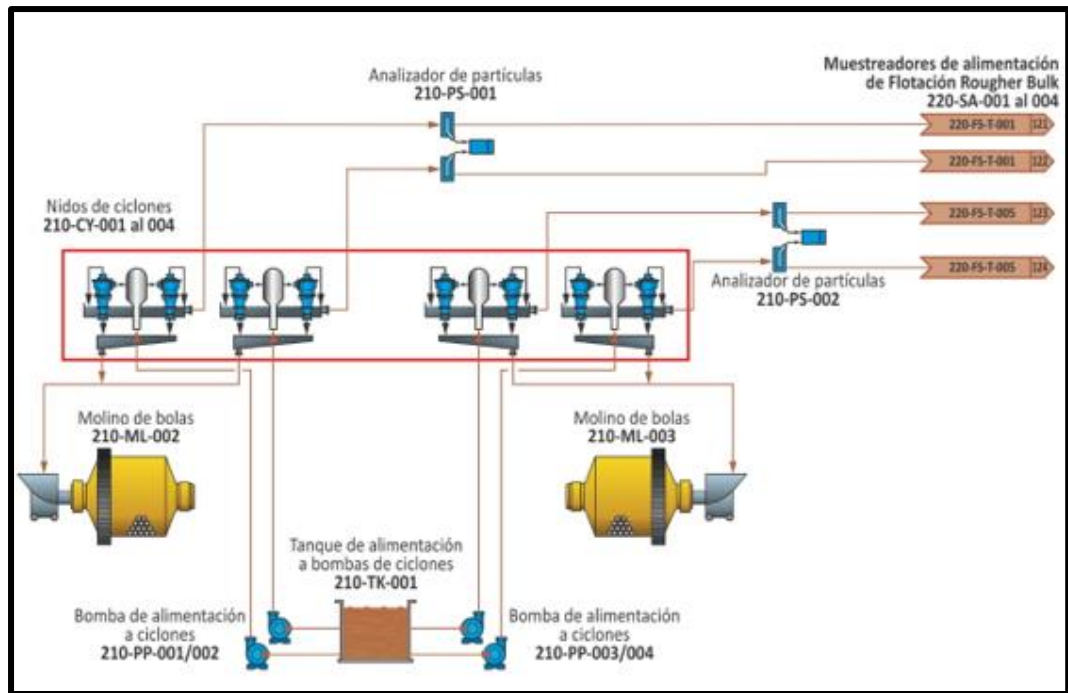 Analizador de partículas
210-PS-001
Muestreadores de alimentación
de Flotación Rougher Bulk
220-SA-001 al 004
220-FS-T-001 121
220-FS-T-001 122
Nidos de ciclones
210-CY-001 al 004
220-FS-T-005 123
220-FS-T-005 124
Analizador de partículas
210-PS-002
Molino de bolas
210-ML-002
Molino de bolas
210-ML-003
Tanque de alimentación
a bombas de ciclones
210-TK-001
Bomba de alimentación
a ciclones
210-PP-001/002
Bomba de alimentación
a ciclones
210-PP-003/004